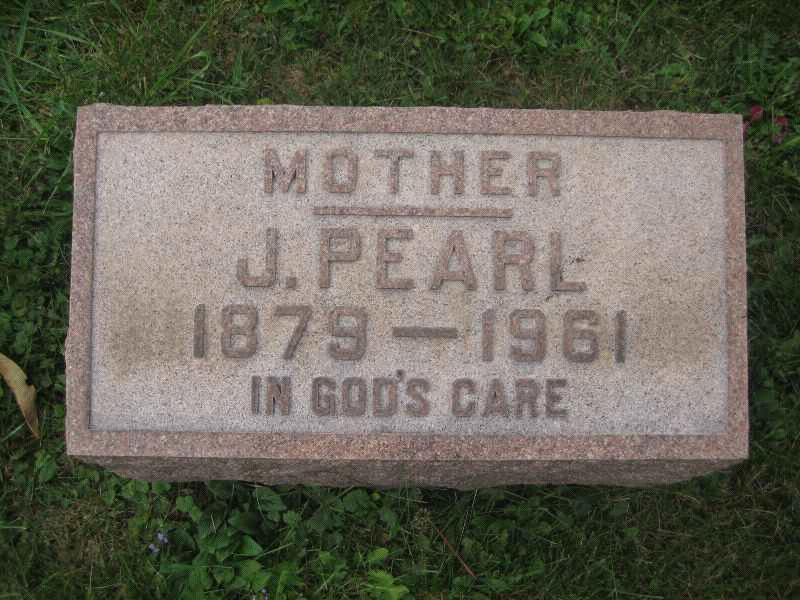 MOTHER
J. PEARL
1879 — 1961
IN GOD'S CARE